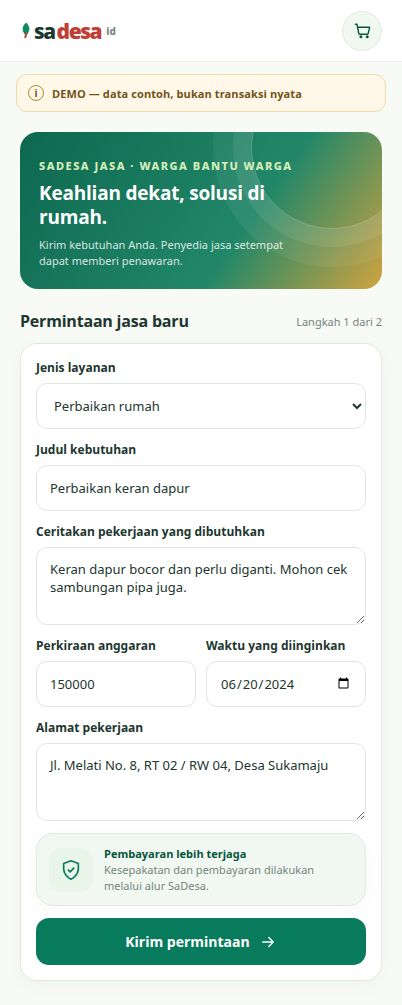 sadesa id
DEMO — data contoh, bukan transaksi nyata
SADESA JASA · WARGA BANTU WARGA
Keahlian dekat, solusi di
rumah.
Kirim kebutuhan Anda. Penyedia jasa setempat
dapat memberi penawaran.
Permintaan jasa baru
Langkah 1 dari 2
Jenis layanan
Perbaikan rumah
Judul kebutuhan
Perbaikan keran dapur
Ceritakan pekerjaan yang dibutuhkan
Keran dapur bocor dan perlu diganti. Mohon cek
sambungan pipa juga.
Perkiraan anggaran
Waktu yang diinginkan
150000
06/20/2024
Alamat pekerjaan
Jl. Melati No. 8, RT 02 / RW 04, Desa Sukamaju
Pembayaran lebih terjaga
Kesepakatan dan pembayaran dilakukan
melalui alur SaDesa.
Kirim permintaan →